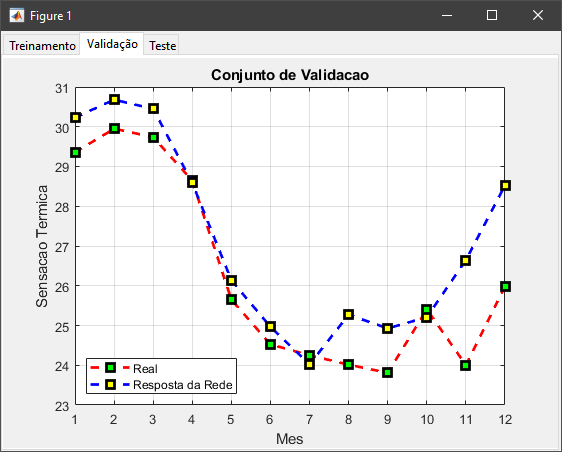 Figure 1
Treinamento Validação Teste
Conjunto de Validacao
31
30
29
28
27
26
25
24
23
Sensacao Termica
Real
Resposta da Rede
1 2 3 4 5 6 7 8 9 10 11 12
Mes